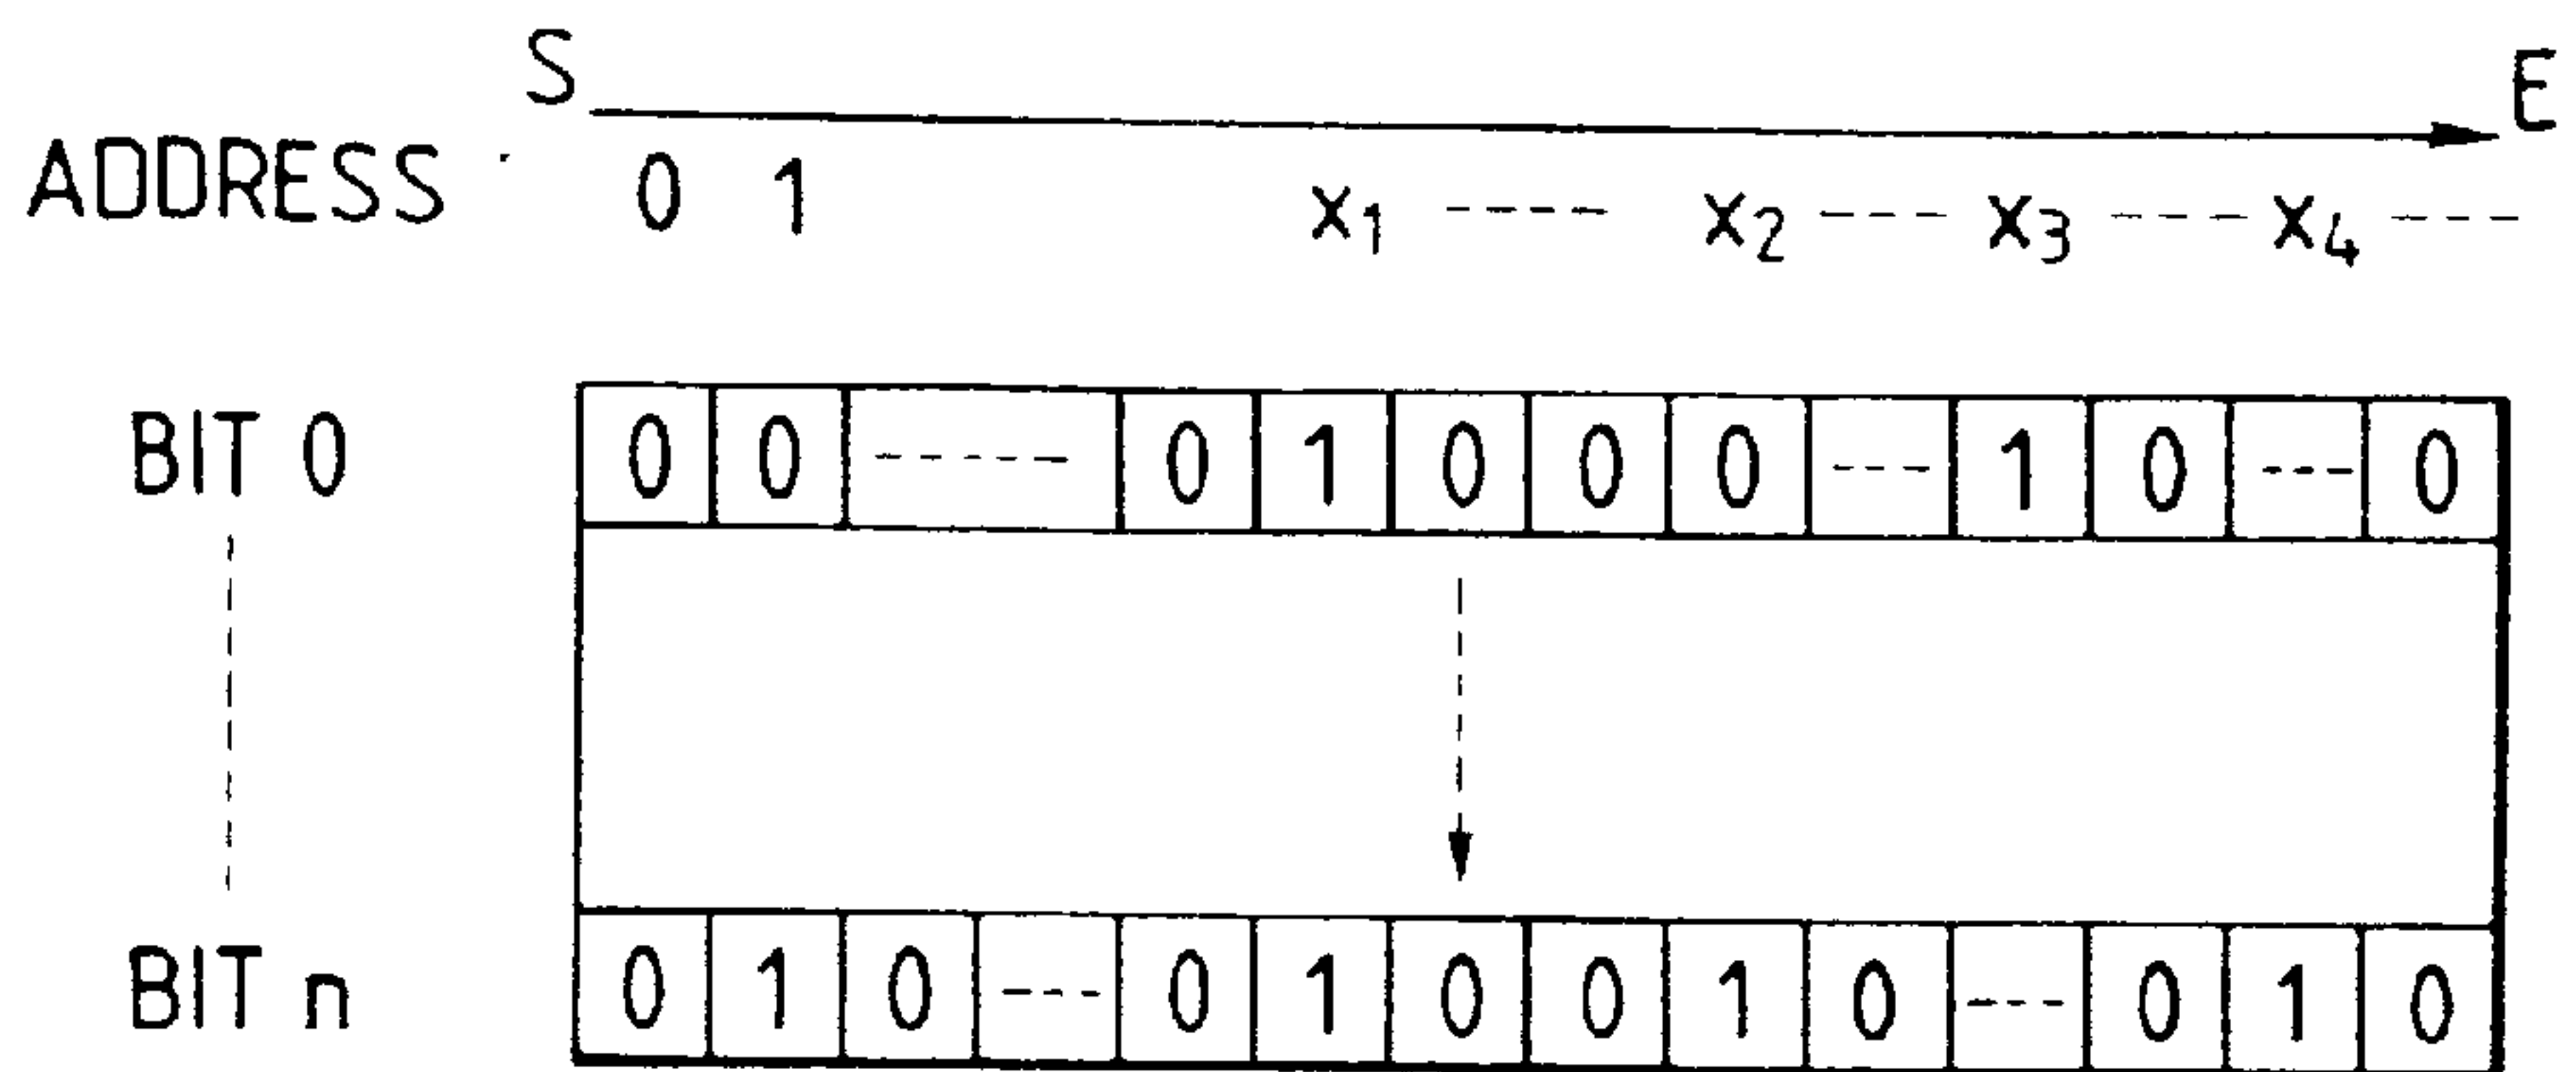 S E
ADDRESS 0 1 x₁ ----- x₂ --- x₃ --- x₄ ---
BIT 0 0 0 ----- 0 1 0 0 0 --- 1 0 --- 0
BIT n 0 1 0 --- 0 1 0 0 1 0 --- 0 1 0